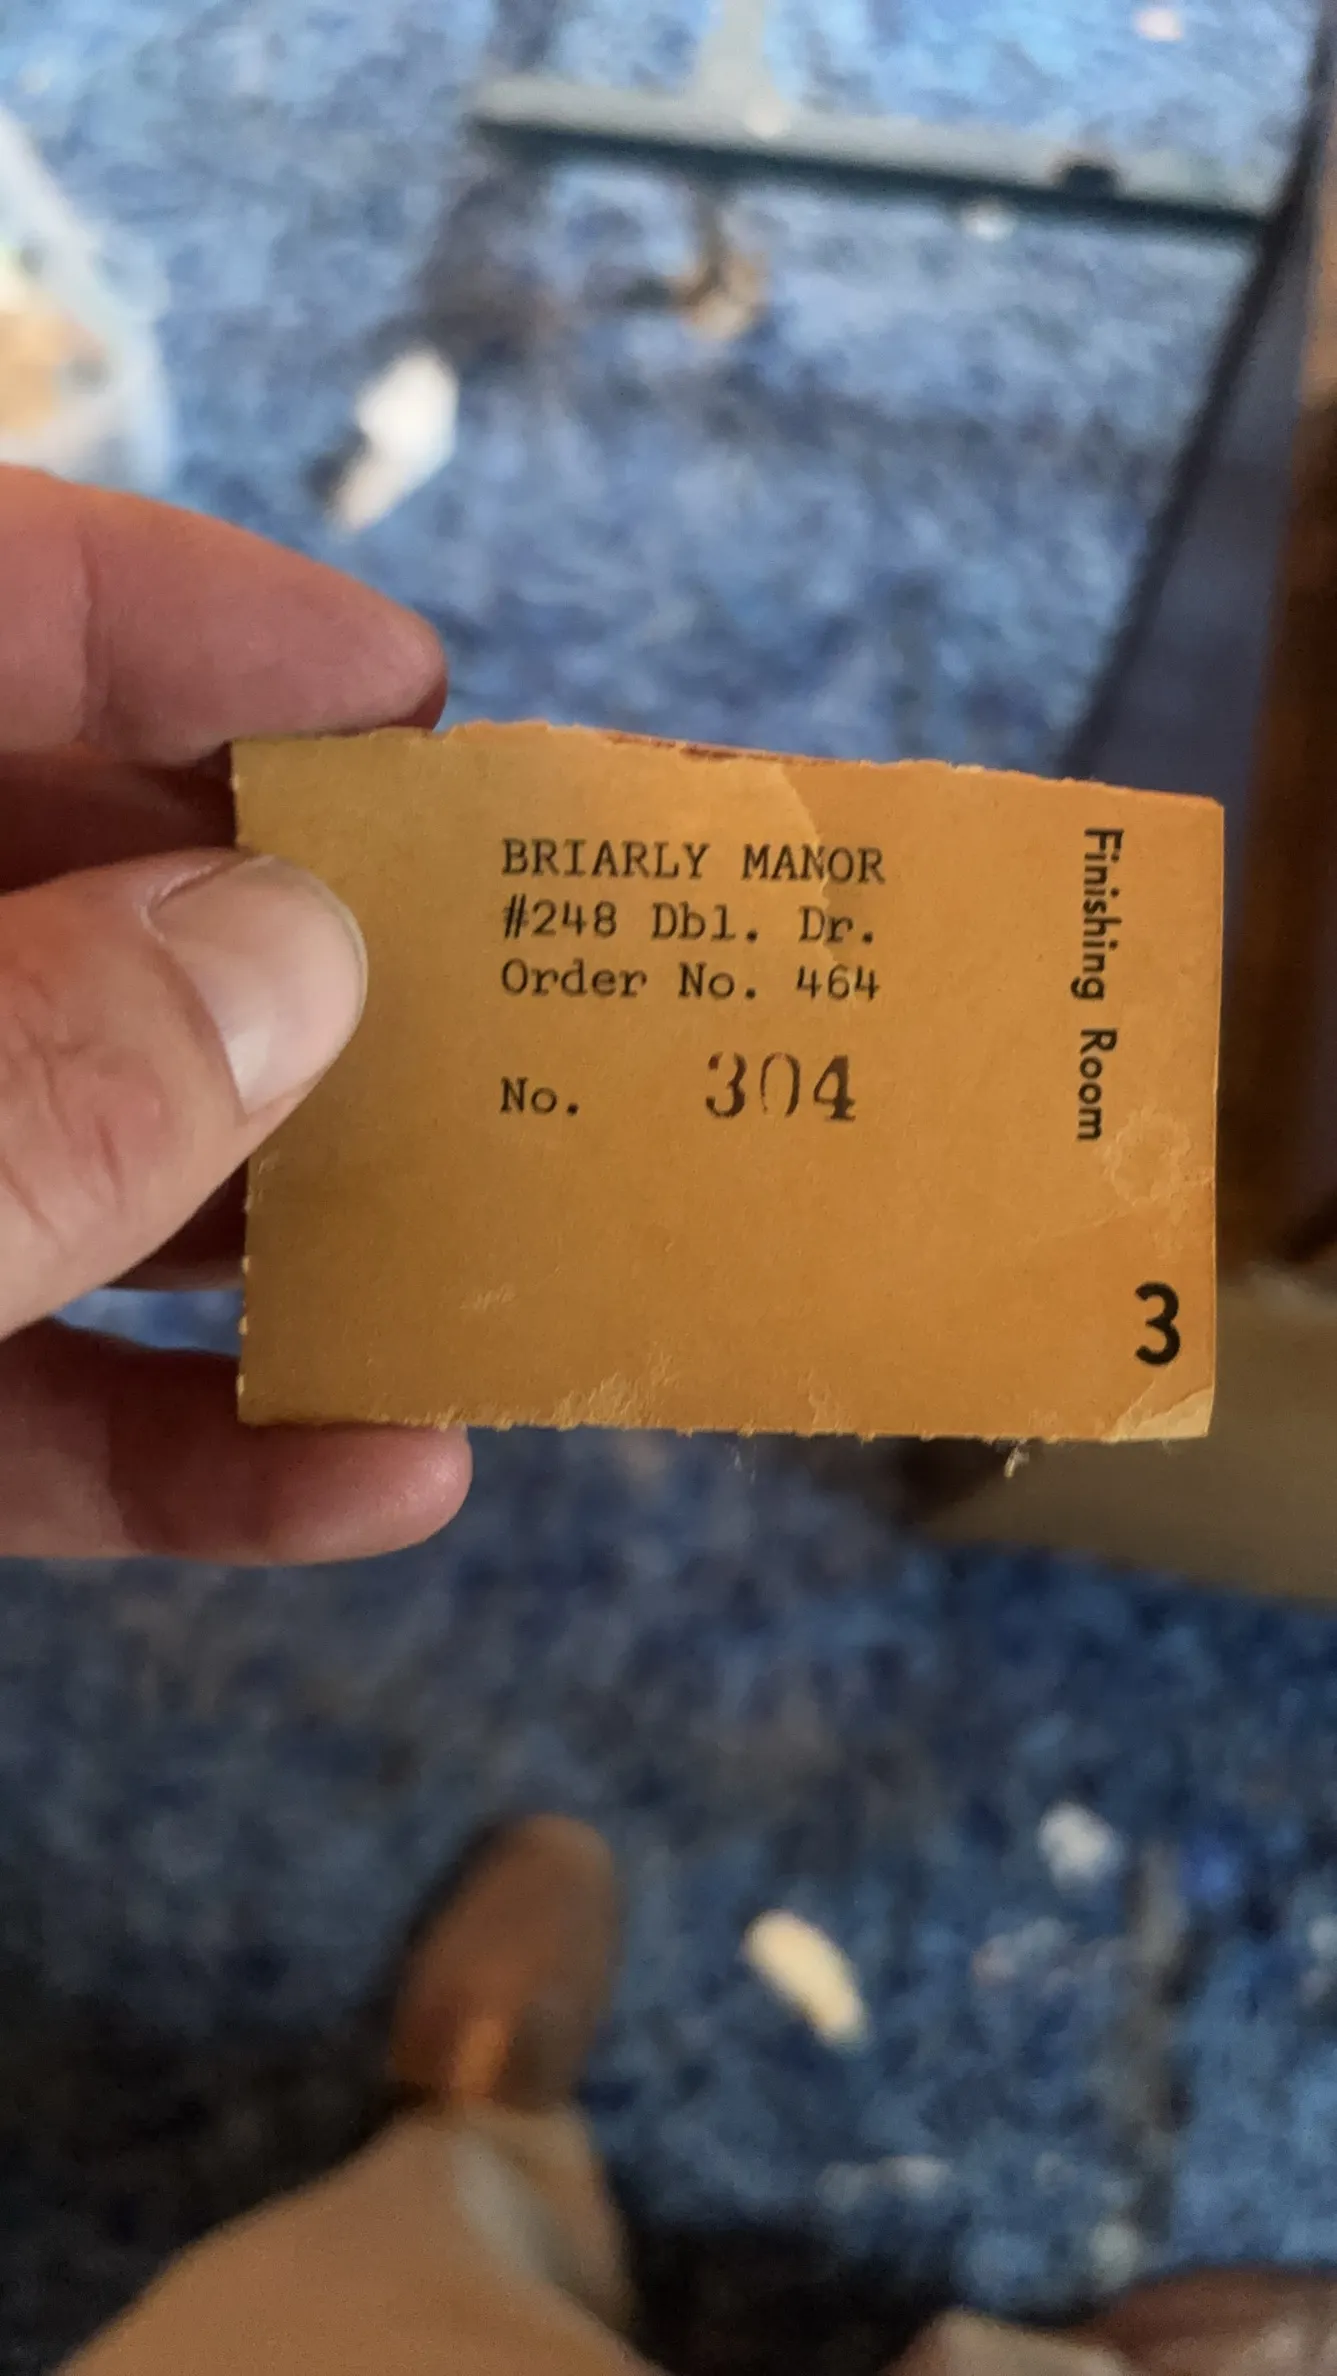 BRIARLY MANOR
#248 Dbl. Dr.
Order No. 464
No. 304
Finishing Room
3